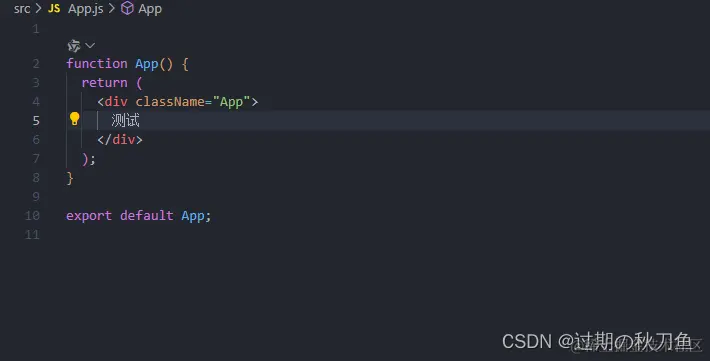 src > JS App.js > App
1
2 function App() {
3 return (
4 <div className="App">
5 测试
6 </div>
7 );
8 }
9
10 export default App;
11
CSDN @过期の秋刀鱼